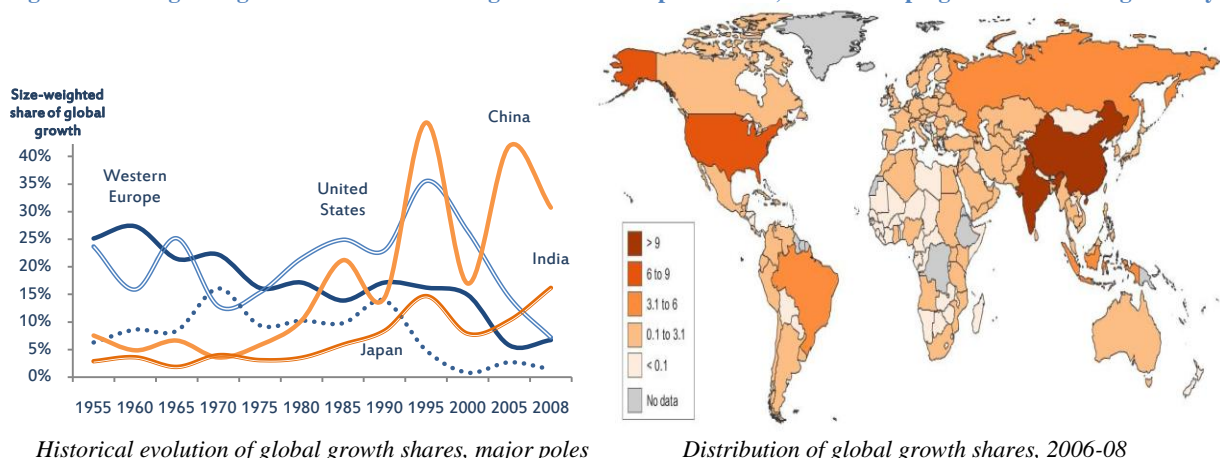 Size-weighted
share of global
growth
40%
35%
30%
25%
20%
15%
10%
5%
0%
Western
Europe
United
States
China
India
Japan
1955 1960 1965 1970 1975 1980 1985 1990 1995 2000 2005 2008
Historical evolution of global growth shares, major poles
> 9
6 to 9
3.1 to 6
0.1 to 3.1
< 0.1
No data
Distribution of global growth shares, 2006-08